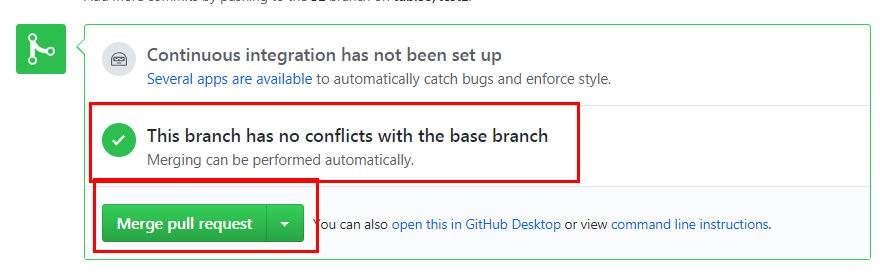 Continuous integration has not been set up
Several apps are available to automatically catch bugs and enforce style.
This branch has no conflicts with the base branch
Merging can be performed automatically.
Merge pull request
You can also open this in GitHub Desktop or view command line instructions.